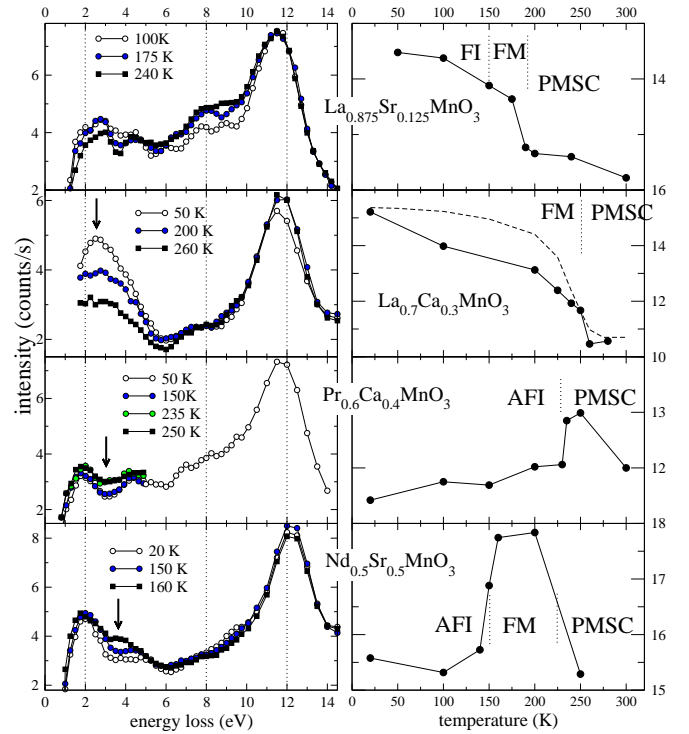 0 2 4 6 8 10 12 14
0 50 100 150 200 250 300
100K
175 K
240 K
6
4
2
FI FM
PMSC
14
16
La0.875Sr0.125MnO3
50 K
200 K
260 K
6
4
2
FM PMSC
14
12
10
La0.7Ca0.3MnO3
50 K
150K
235 K
250 K
6
4
2
AFI PMSC
13
12
18
Pr0.6Ca0.4MnO3
20 K
150 K
160 K
8
6
4
2
AFI FM PMSC
17
16
15
Nd0.5Sr0.5MnO3
intensity (counts/s)
0 2 4 6 8 10 12 14
energy loss (eV)
0 50 100 150 200 250 300
temperature (K)